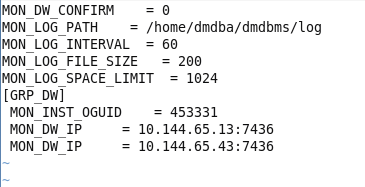 MON_DW_CONFIRM    = 0
MON_LOG_PATH    = /home/dmdba/dmdbms/log
MON_LOG_INTERVAL  = 60
MON_LOG_FILE_SIZE   = 200
MON_LOG_SPACE_LIMIT  = 1024
[GRP_DW]
 MON_INST_OGUID    = 453331
 MON_DW_IP     = 10.144.65.13:7436
 MON_DW_IP     = 10.144.65.43:7436
~
~